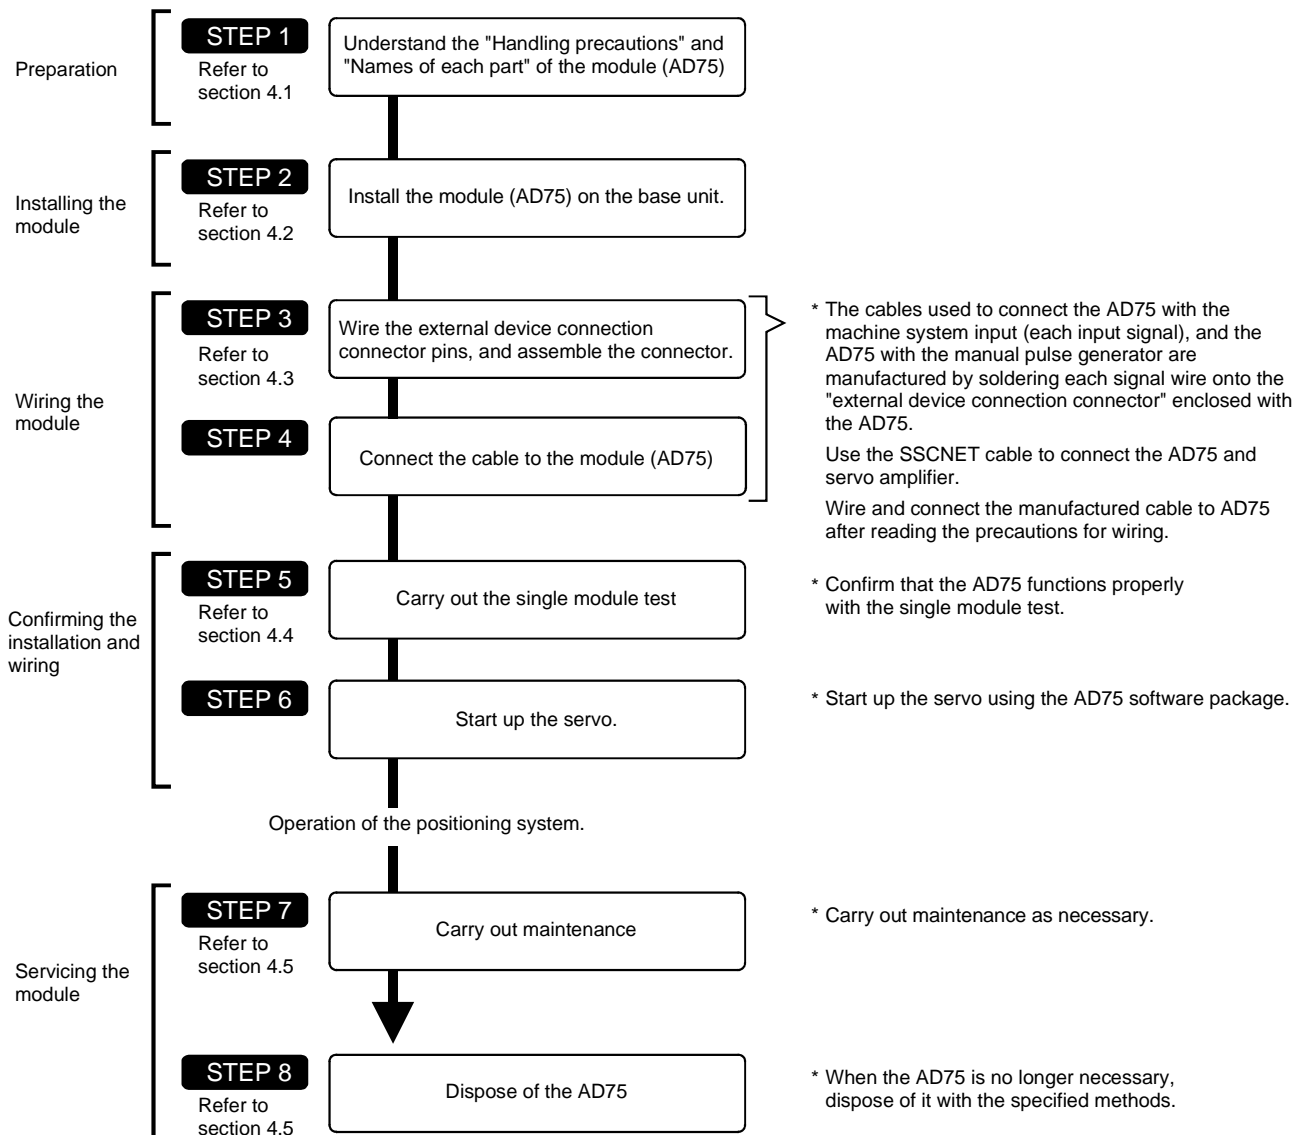 Preparation
STEP 1
Refer to
section 4.1
Understand the "Handling precautions" and
"Names of each part" of the module (AD75)
Installing the
module
STEP 2
Refer to
section 4.2
Install the module (AD75) on the base unit.
Wiring the
module
STEP 3
Refer to
section 4.3
Wire the external device connection
connector pins, and assemble the connector.
STEP 4
Connect the cable to the module (AD75)
* The cables used to connect the AD75 with the
machine system input (each input signal), and the
AD75 with the manual pulse generator are
manufactured by soldering each signal wire onto the
"external device connection connector" enclosed with
the AD75.
Use the SSCNET cable to connect the AD75 and
servo amplifier.
Wire and connect the manufactured cable to AD75
after reading the precautions for wiring.
Confirming the
installation and
wiring
STEP 5
Refer to
section 4.4
Carry out the single module test
* Confirm that the AD75 functions properly
with the single module test.
STEP 6
Start up the servo.
* Start up the servo using the AD75 software package.
Operation of the positioning system.
Servicing the
module
STEP 7
Refer to
section 4.5
Carry out maintenance
* Carry out maintenance as necessary.
STEP 8
Refer to
section 4.5
Dispose of the AD75
* When the AD75 is no longer necessary,
dispose of it with the specified methods.